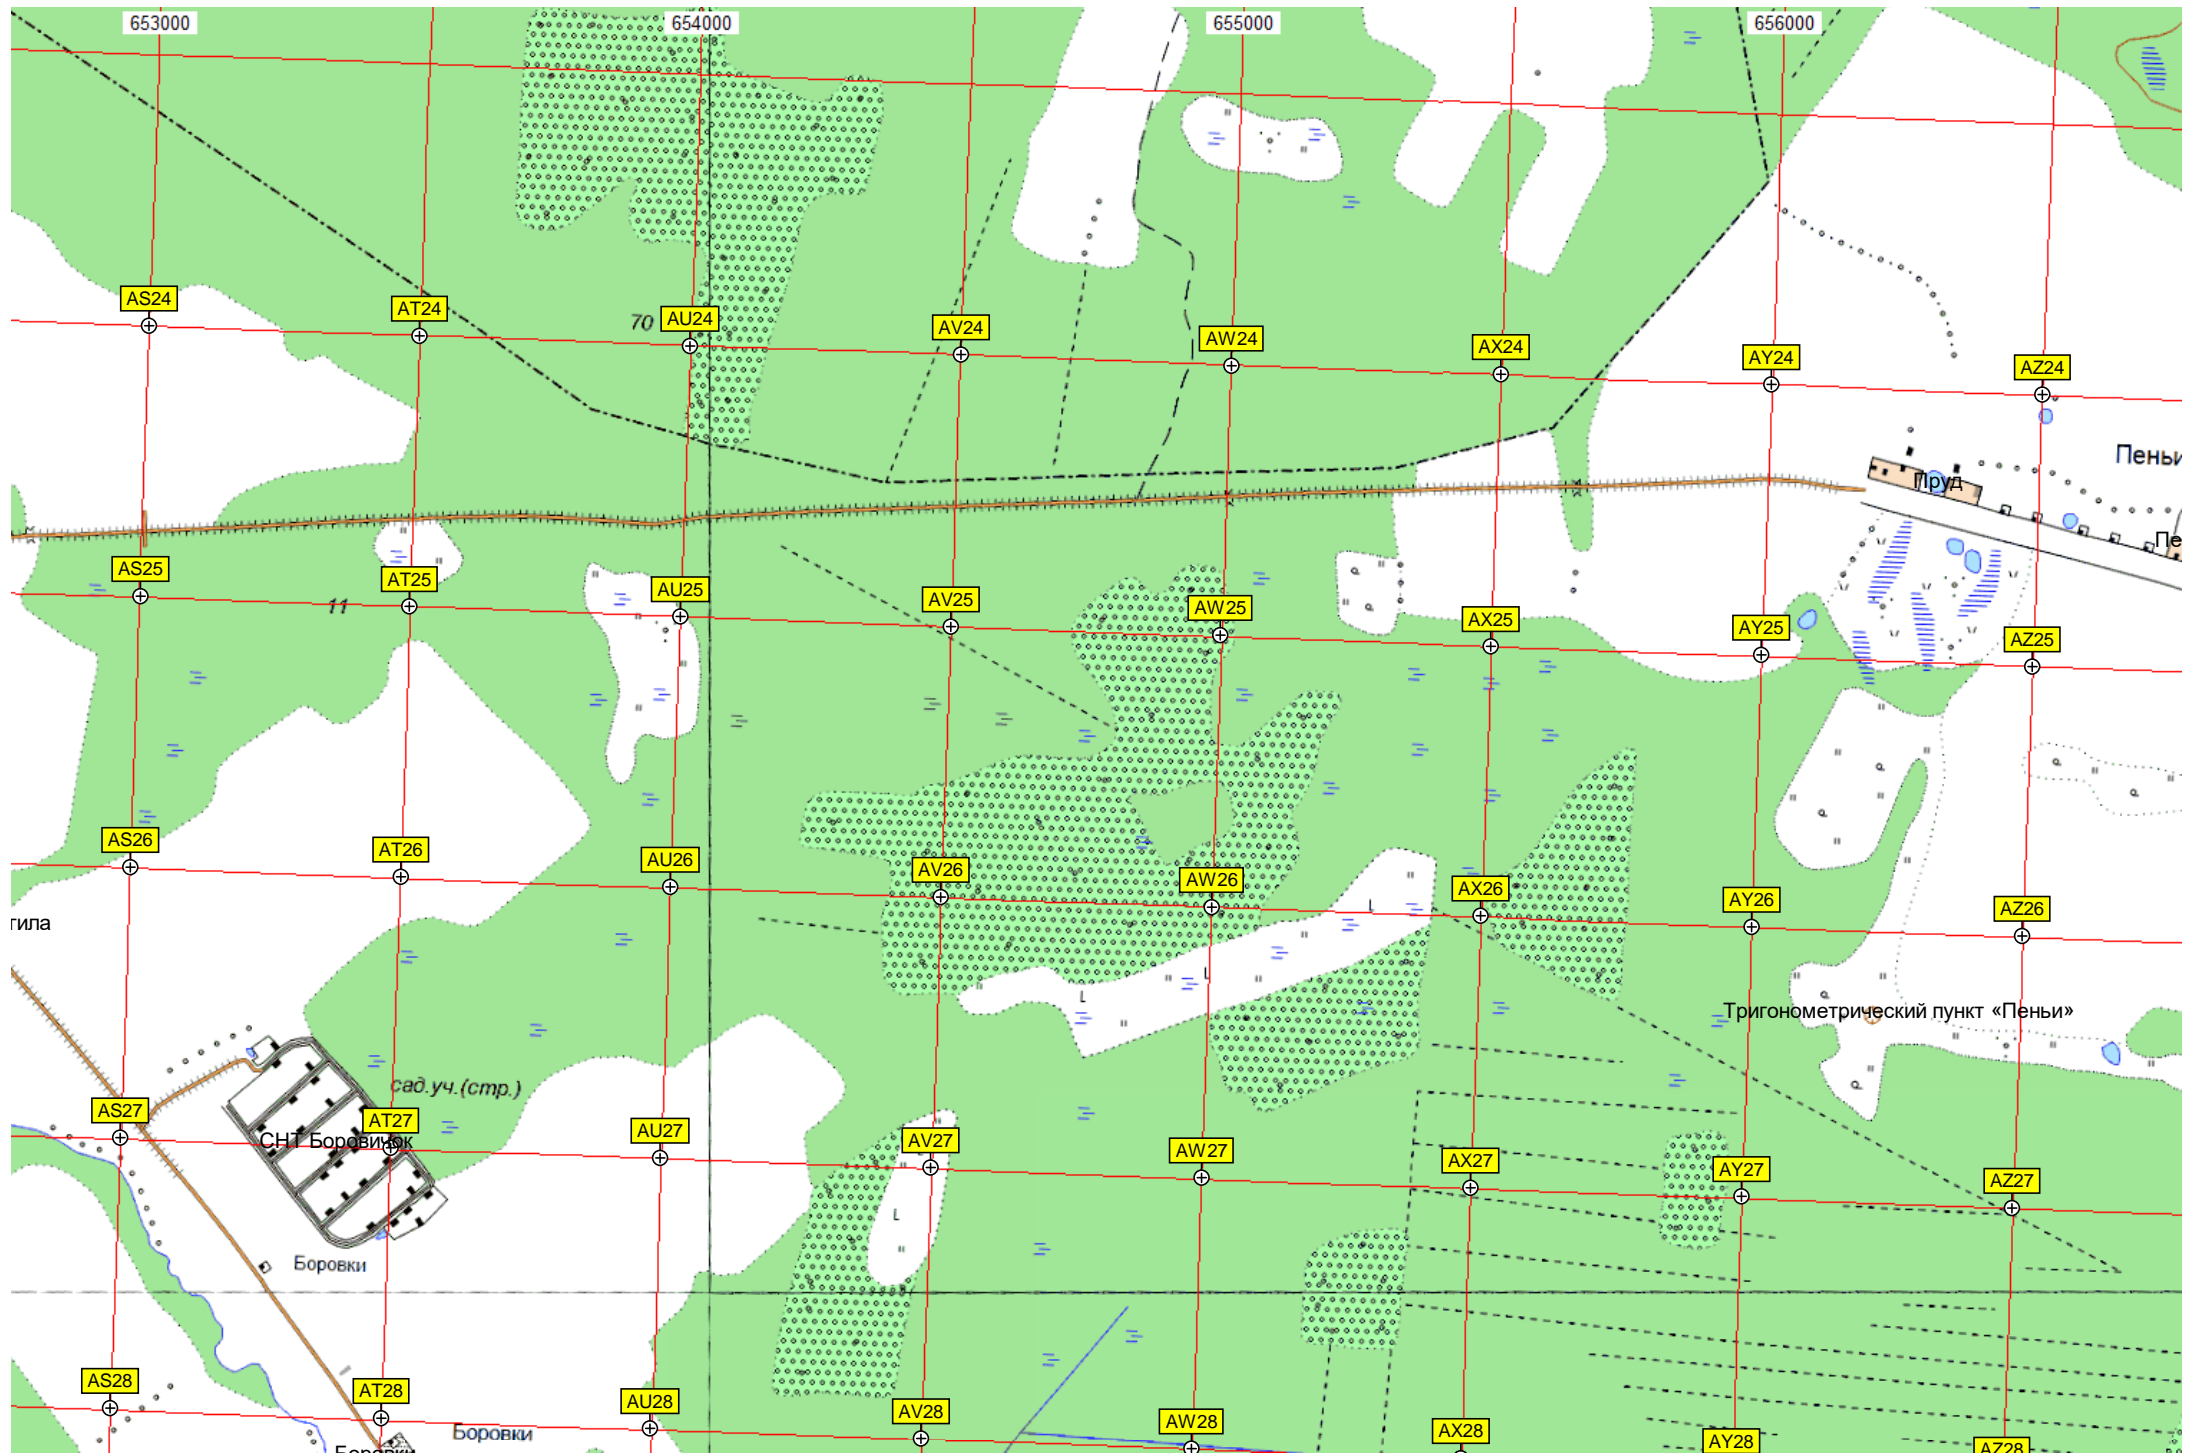 653000 654000 655000 656000
AS24 AT24 70 AU24 AV24 AW24 AX24 AY24 AZ24
Пеньи
Пруд
Пе
AS25 11 AT25 AU25 AV25 AW25 AX25 AY25 AZ25
AS26 AT26 AU26 AV26 AW26 AX26 AY26 AZ26
гила
Тригонометрический пункт «Пеньи»
сад.уч.(стр.)
AS27 AT27 AU27 AV27 AW27 AX27 AY27 AZ27
СНТ Боровичок
Боровки
AS28 AT28 AU28 AV28 AW28 AX28 AY28 AZ28
Боровки
Боровки